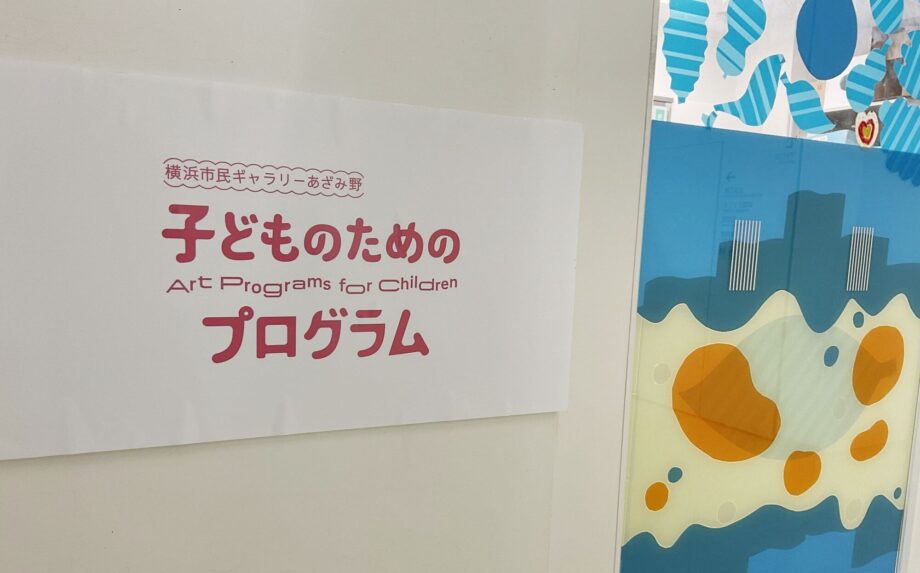 横浜市民ギャラリーあざみ野
子どものための
Art Programs for Children
プログラム